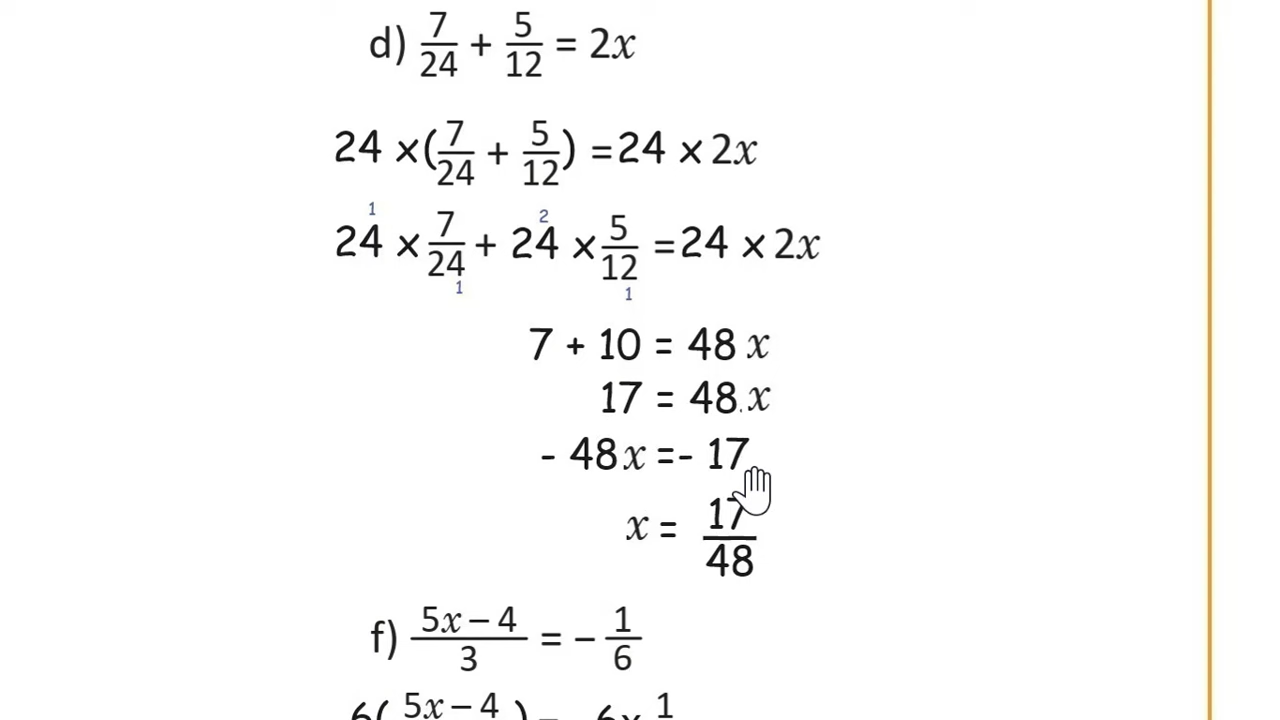 d) 7/24 + 5/12 = 2x
24 ×(7/24 + 5/12) =24 × 2x
24 × 7/24 + 24 × 5/12 =24 × 2x
1 2
1 1
7 + 10 = 48 x
17 = 48.x
- 48x =- 17
x = 17/48
f) 5x – 4/3 = – 1/6